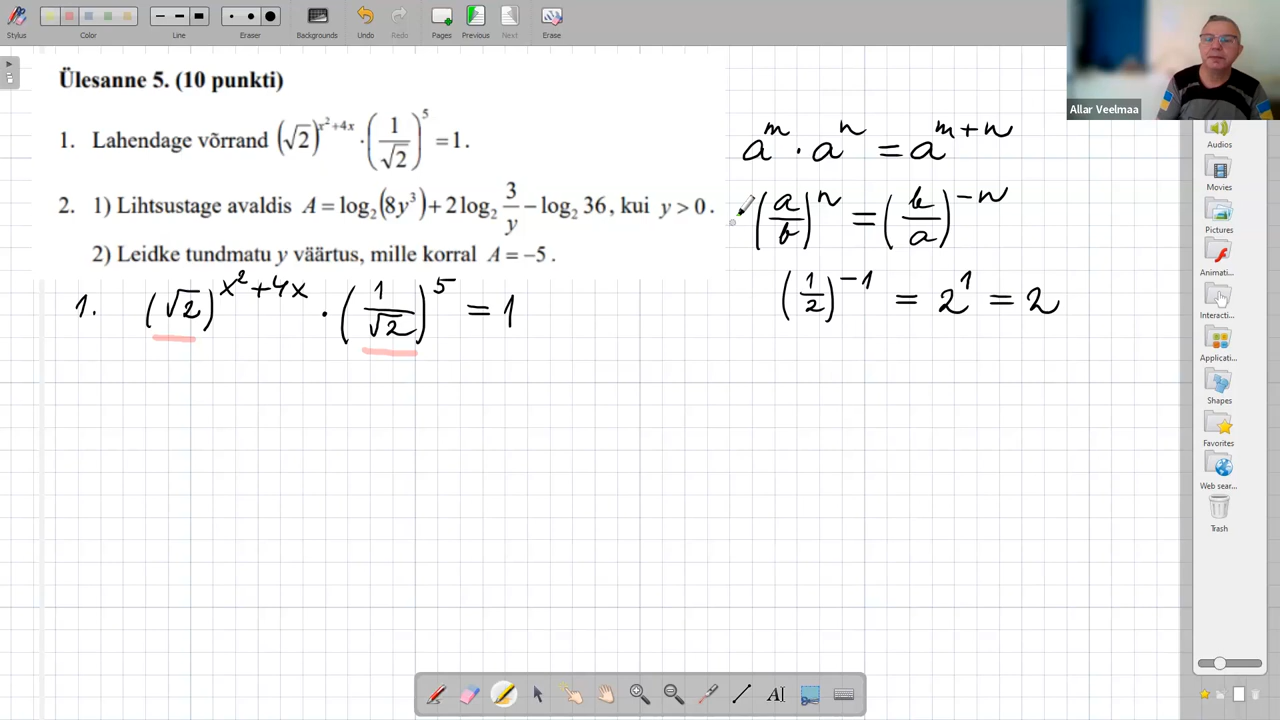 Stylus Color Line Eraser Backgrounds Undo Redo Pages Previous Next Erase
Ülesanne 5. (10 punkti)
1. Lahendage võrrand (√2)^(x²+4x) · (1/√2)^5 = 1.
2. 1) Lihtsustage avaldis A = log₂(8y³) + 2 log₂ 3/y − log₂ 36, kui y > 0.
2) Leidke tundmatu y väärtus, mille korral A = −5.
1. (√2)^(x²+4x) · (1/√2)^5 = 1
a^m · a^n = a^(m+n)
(a/b)^n = (b/a)^(−n)
(1/2)^(−1) = 2^1 = 2
Allar Veelmaa
Audios
Movies
Pictures
Animati...
Interacti...
Applicati...
Shapes
Favorites
Web sear...
Trash
AI